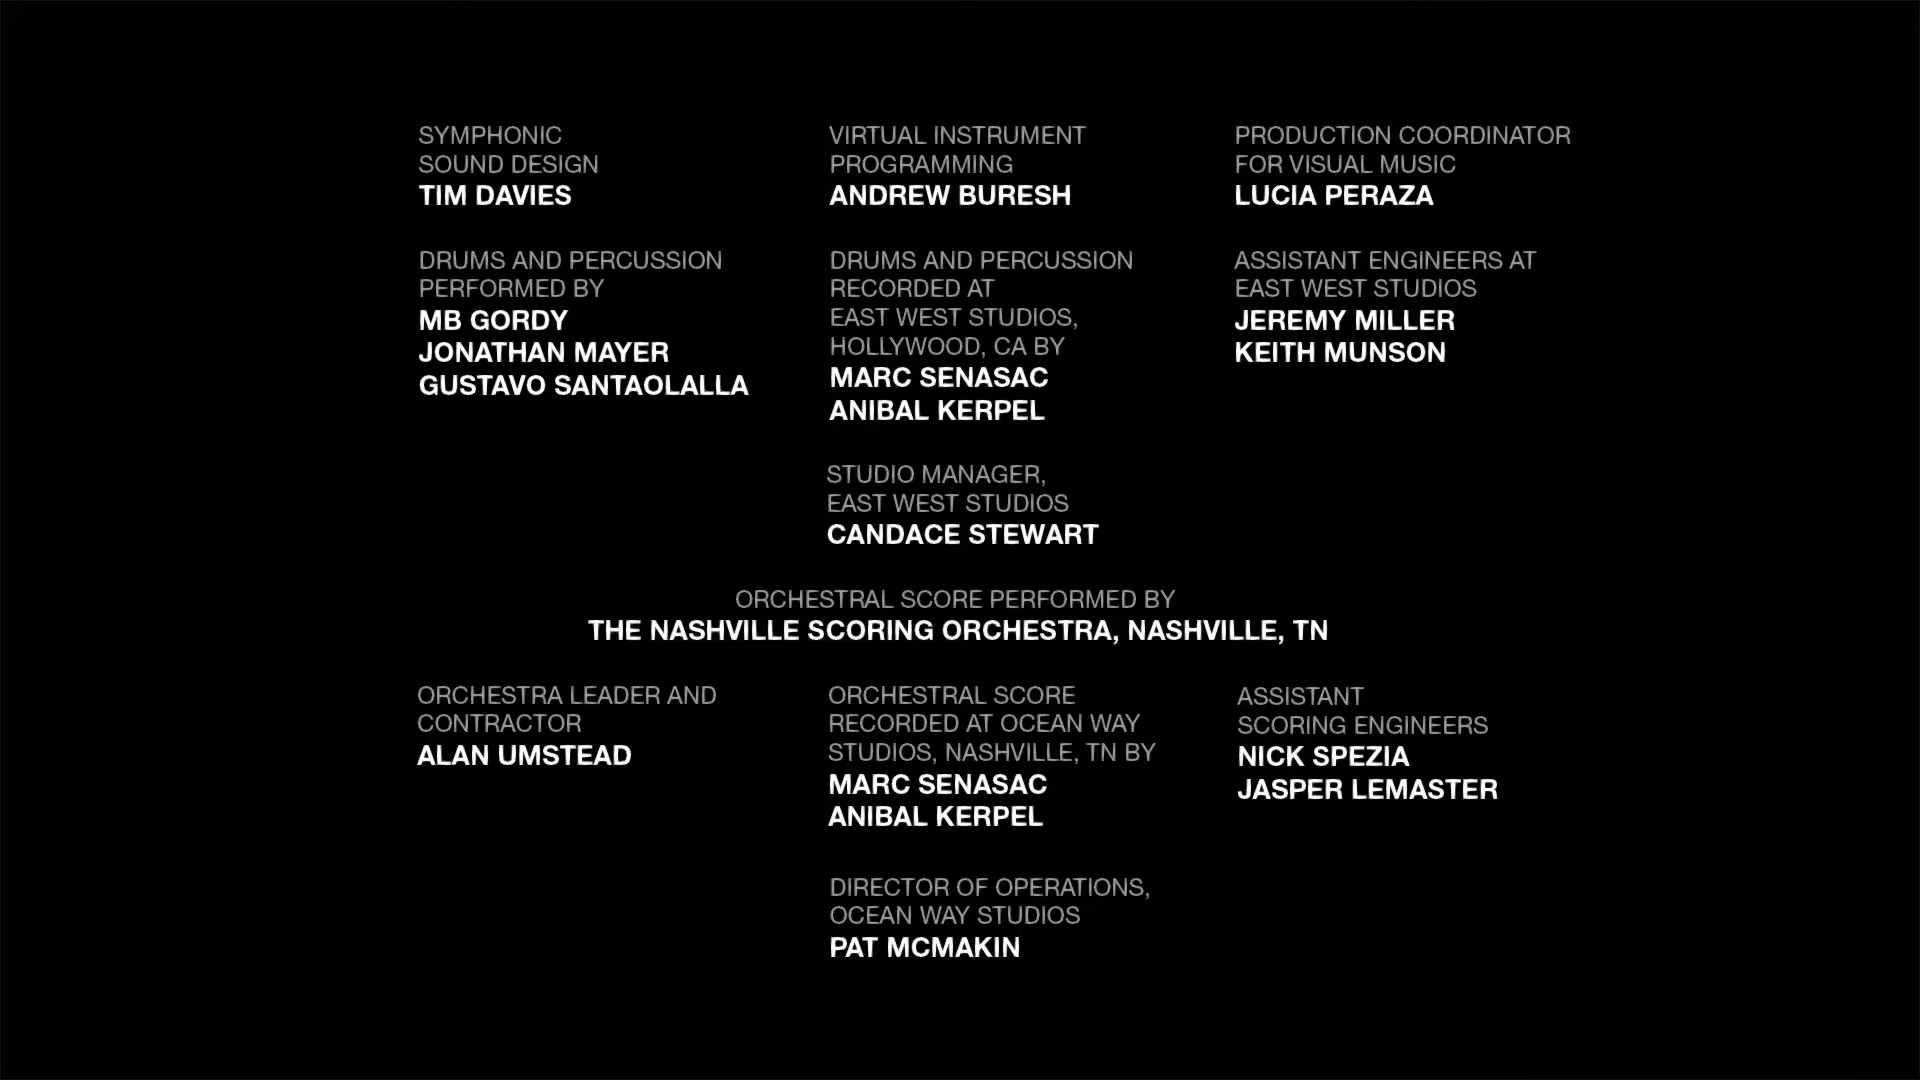 SYMPHONIC
SOUND DESIGN
TIM DAVIES
VIRTUAL INSTRUMENT
PROGRAMMING
ANDREW BURESH
PRODUCTION COORDINATOR
FOR VISUAL MUSIC
LUCIA PERAZA
DRUMS AND PERCUSSION
PERFORMED BY
MB GORDY
JONATHAN MAYER
GUSTAVO SANTAOLALLA
DRUMS AND PERCUSSION
RECORDED AT
EAST WEST STUDIOS,
HOLLYWOOD, CA BY
MARC SENASAC
ANIBAL KERPEL
ASSISTANT ENGINEERS AT
EAST WEST STUDIOS
JEREMY MILLER
KEITH MUNSON
STUDIO MANAGER,
EAST WEST STUDIOS
CANDACE STEWART
ORCHESTRAL SCORE PERFORMED BY
THE NASHVILLE SCORING ORCHESTRA, NASHVILLE, TN
ORCHESTRA LEADER AND
CONTRACTOR
ALAN UMSTEAD
ORCHESTRAL SCORE
RECORDED AT OCEAN WAY
STUDIOS, NASHVILLE, TN BY
MARC SENASAC
ANIBAL KERPEL
ASSISTANT
SCORING ENGINEERS
NICK SPEZIA
JASPER LEMASTER
DIRECTOR OF OPERATIONS,
OCEAN WAY STUDIOS
PAT MCMAKIN